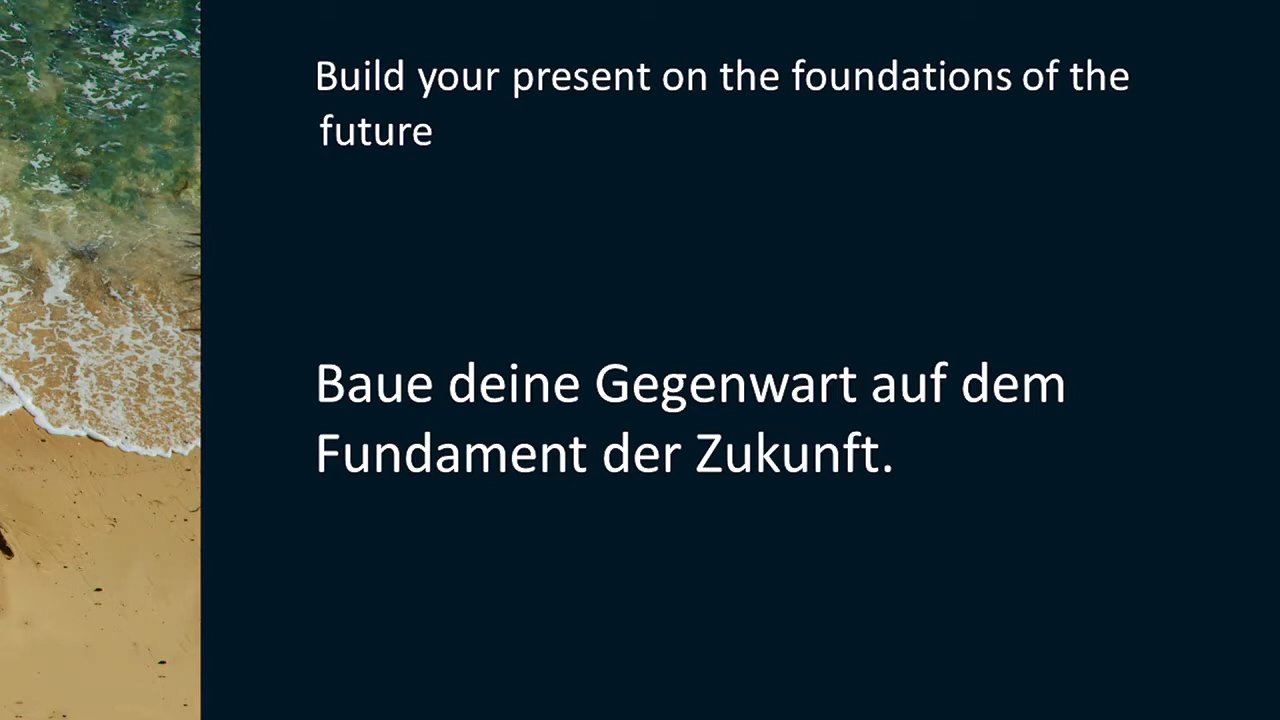 Build your present on the foundations of the
future
Baue deine Gegenwart auf dem
Fundament der Zukunft.